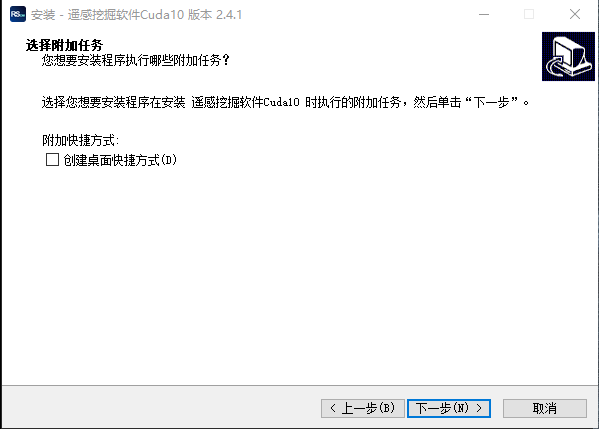 安装 - 遥感挖掘软件Cuda10 版本 2.4.1
选择附加任务
您想要安装程序执行哪些附加任务？
选择您想要安装程序在安装 遥感挖掘软件Cuda10 时执行的附加任务，然后单击“下一步”。
附加快捷方式:
创建桌面快捷方式(D)
< 上一步(B)
下一步(N) >
取消